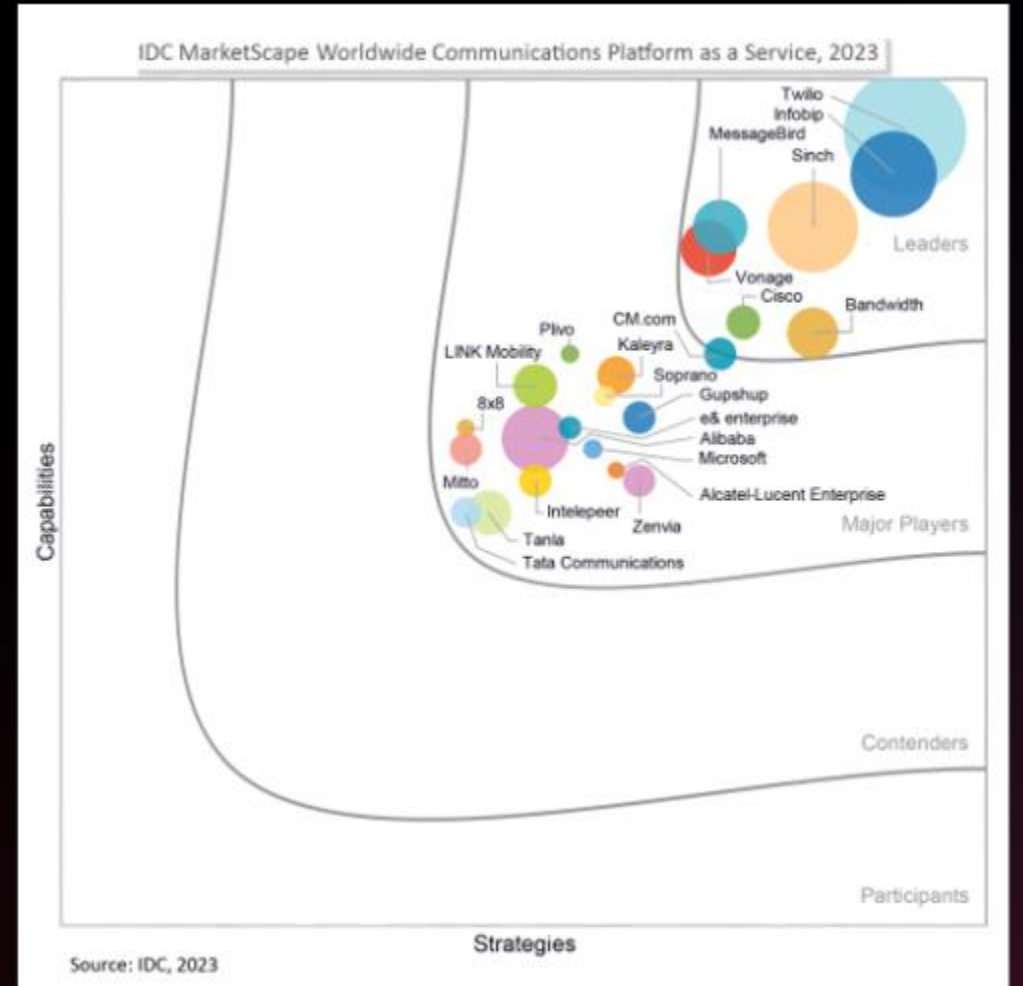 IDC MarketScape Worldwide Communications Platform as a Service, 2023
Twilio
Infobip
MessageBird
Sinch
Leaders
Vonage
Cisco
Bandwidth
CM.com
Plivo
Kaleyra
LINK Mobility
Soprano
Gupshup
8x8
e& enterprise
Alibaba
Microsoft
Mitto
Alcatel-Lucent Enterprise
Intelepeer
Zenvia
Major Players
Tanla
Tata Communications
Capabilities
Contenders
Participants
Strategies
Source: IDC, 2023